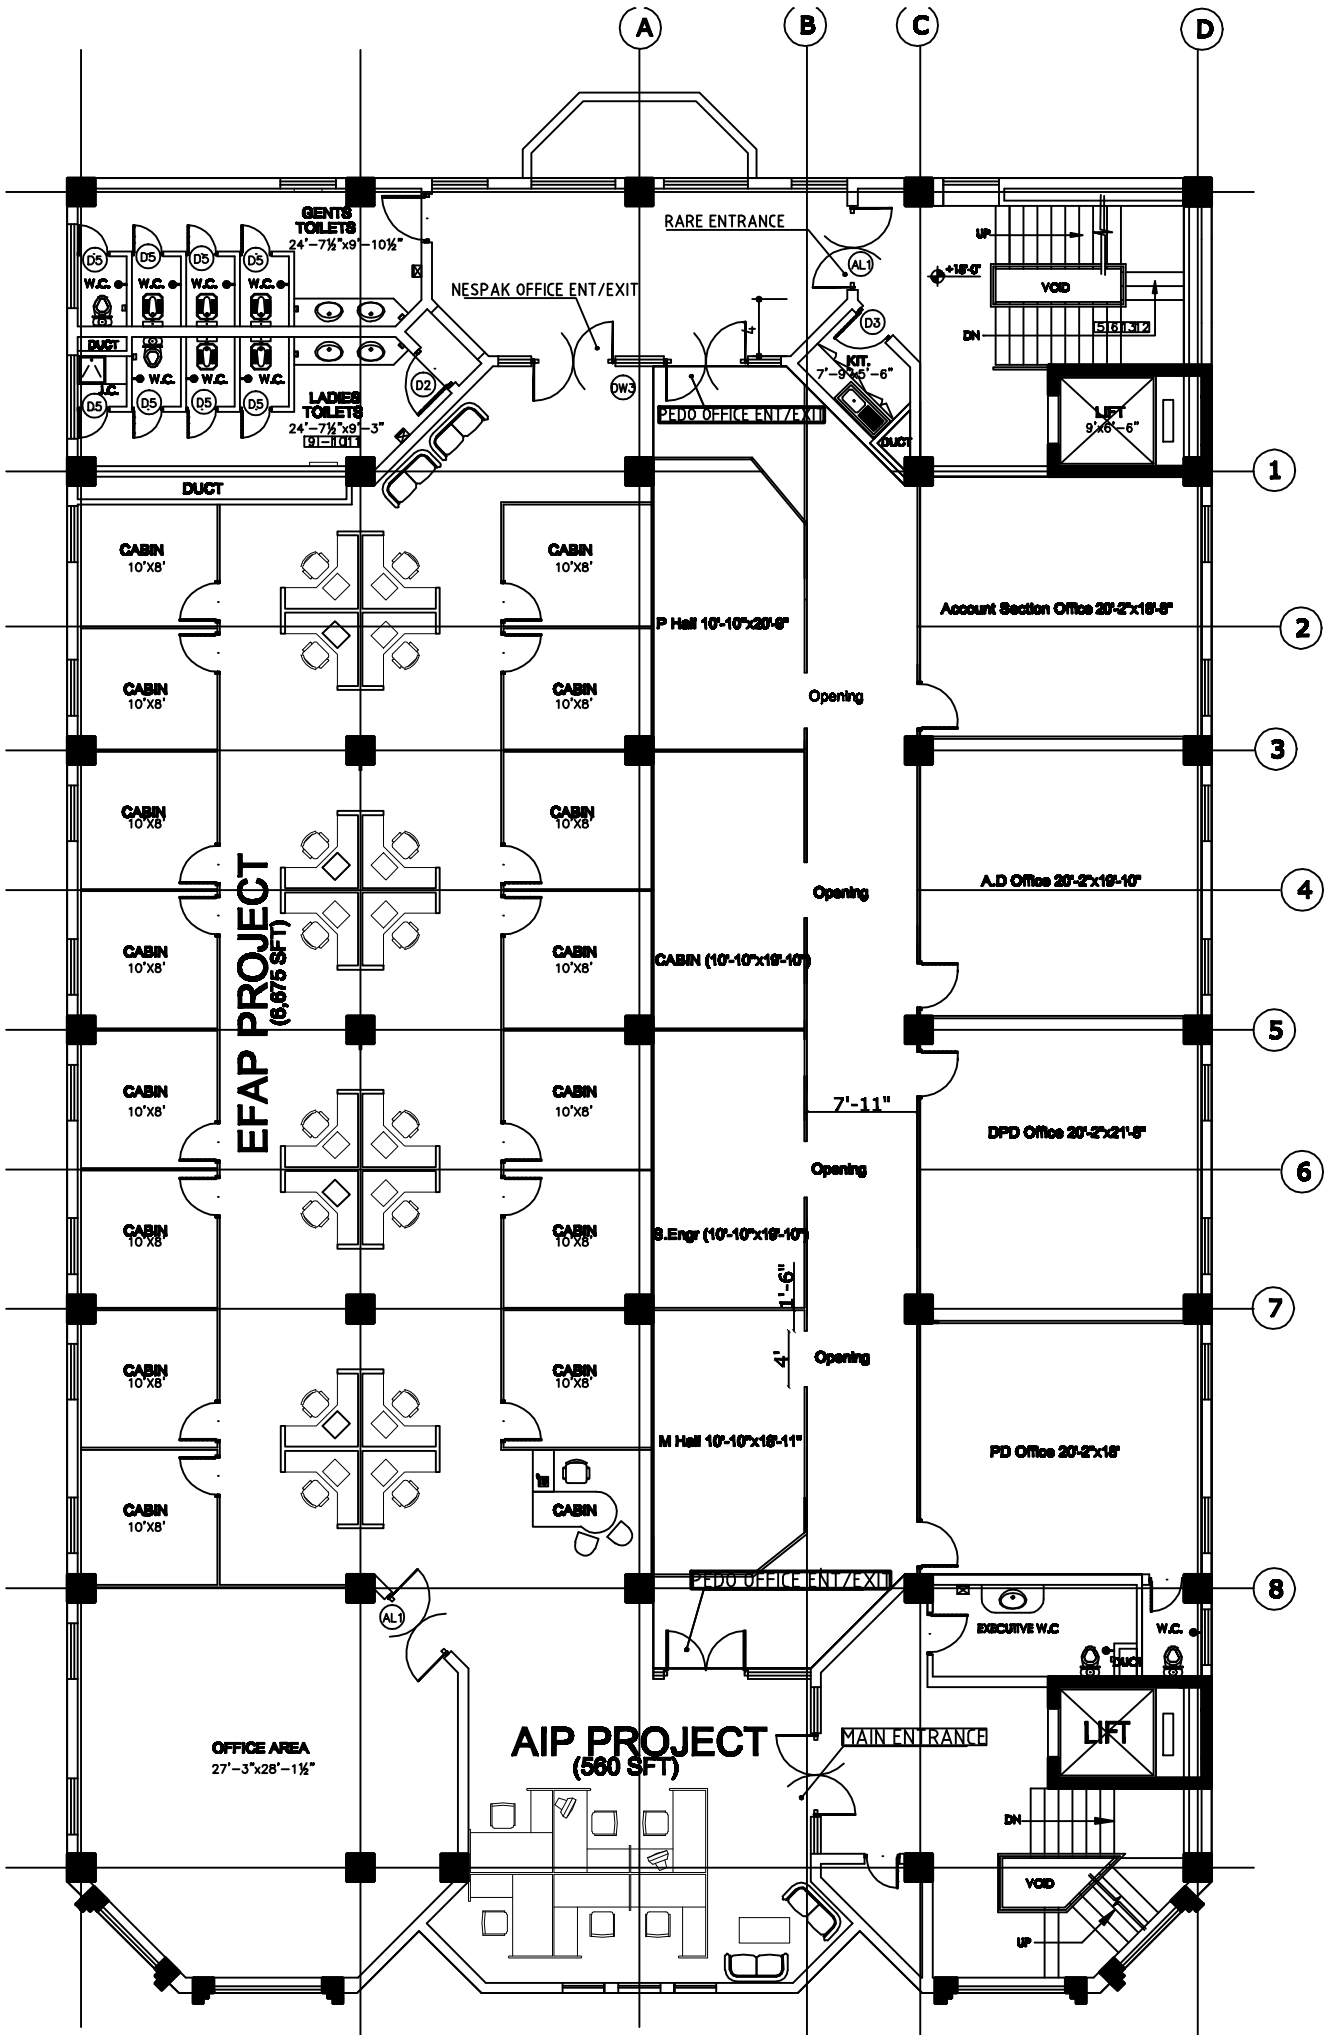 A
B
C
D
GENTS
TOILETS
24'-7½"x9'-10½"
RARE ENTRANCE
UP
D5
D5
D5
D5
AL1
+18'-0"
W.C.
W.C.
W.C.
W.C.
VOID
NESPAK OFFICE ENT/EXIT
4'
D3
DN
DUCT
KIT.
7'-9"x5'-6"
W.C.
W.C.
W.C.
D2
DW3
LADIES
TOILETS
24'-7½"x9'-3"
D5
D5
D5
D5
PEDO OFFICE ENT/EXIT
LIFT
9'x6'-6"
DUCT
1
DUCT
CABIN
10'X8'
CABIN
10'X8'
Account Section Office 20'-2"x18'-8"
P Hall 10'-10"x20'-9"
2
CABIN
10'X8'
CABIN
10'X8'
Opening
3
CABIN
10'X8'
CABIN
10'X8'
A.D Office 20'-2"x19'-10"
Opening
4
EFAP PROJECT
(6,675 SFT)
CABIN
10'X8'
CABIN
10'X8'
CABIN (10'-10"x19'-10")
5
CABIN
10'X8'
CABIN
10'X8'
7'-11"
DPD Office 20'-2"x21'-8"
Opening
6
CABIN
10'X8'
CABIN
10'X8'
S.Engr (10'-10"x19'-10")
1'-6"
7
CABIN
10'X8'
CABIN
10'X8'
4'
Opening
M Hall 10'-10"x18'-11"
PD Office 20'-2"x18'
CABIN
10'X8'
CABIN
PEDO OFFICE ENT/EXIT
8
AL1
EXECUTIVE W.C
W.C.
DUCT
AIP PROJECT
(560 SFT)
MAIN ENTRANCE
LIFT
OFFICE AREA
27'-3"x28'-1½"
DN
VOID
UP